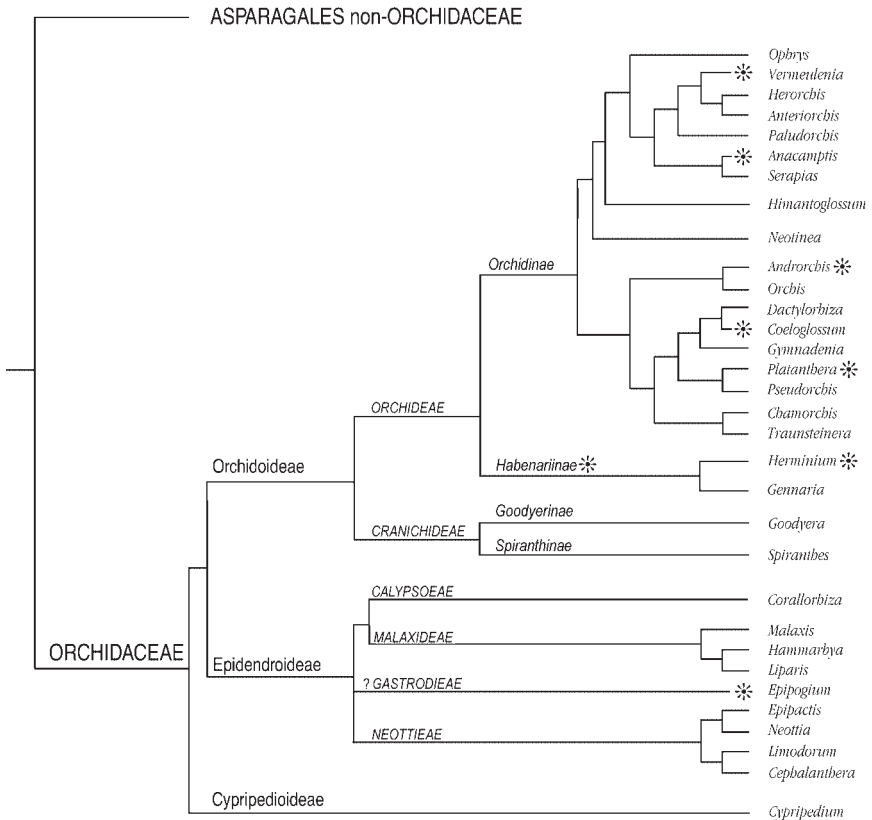 ASPARAGALES non-ORCHIDACEAE
Ophrys
Vermeulenia
Herorchis
Anteriorchis
Paludorchis
Anacamptis
Serapias
Himantoglossum
Neotinea
Orchidinae
Androrchis
Orchis
Dactylorhiza
Coeloglossum
Gymnadenia
Platanthera
Pseudorchis
ORCHIDEAE
Chamorchis
Traunsteinera
Orchidoideae
Habenariinae
Herminium
Gennaria
Goodyerinae
Goodyera
CRANICHIDEAE
Spiranthinae
Spiranthes
CALYPSOEAE
Corallorhiza
Malaxis
MALAXIDEAE
Hammarbya
ORCHIDACEAE
Epidendroideae
Liparis
? GASTRODIEAE
Epipogium
Epipactis
NEOTTIEAE
Neottia
Limodorum
Cephalanthera
Cypripedioideae
Cypripedium